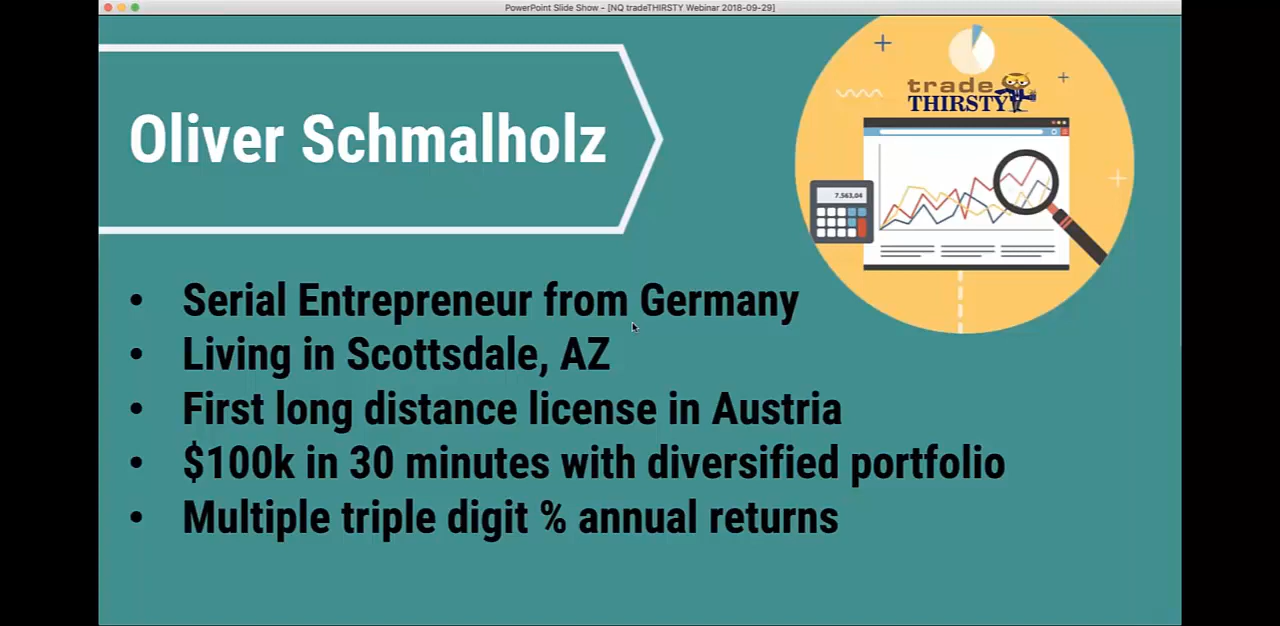 PowerPoint Slide Show - [NQ tradeTHIRSTY Webinar 2018-09-29]
trade
THIRSTY
Oliver Schmalholz
7.563,04
• Serial Entrepreneur from Germany
• Living in Scottsdale, AZ
• First long distance license in Austria
• $100k in 30 minutes with diversified portfolio
• Multiple triple digit % annual returns